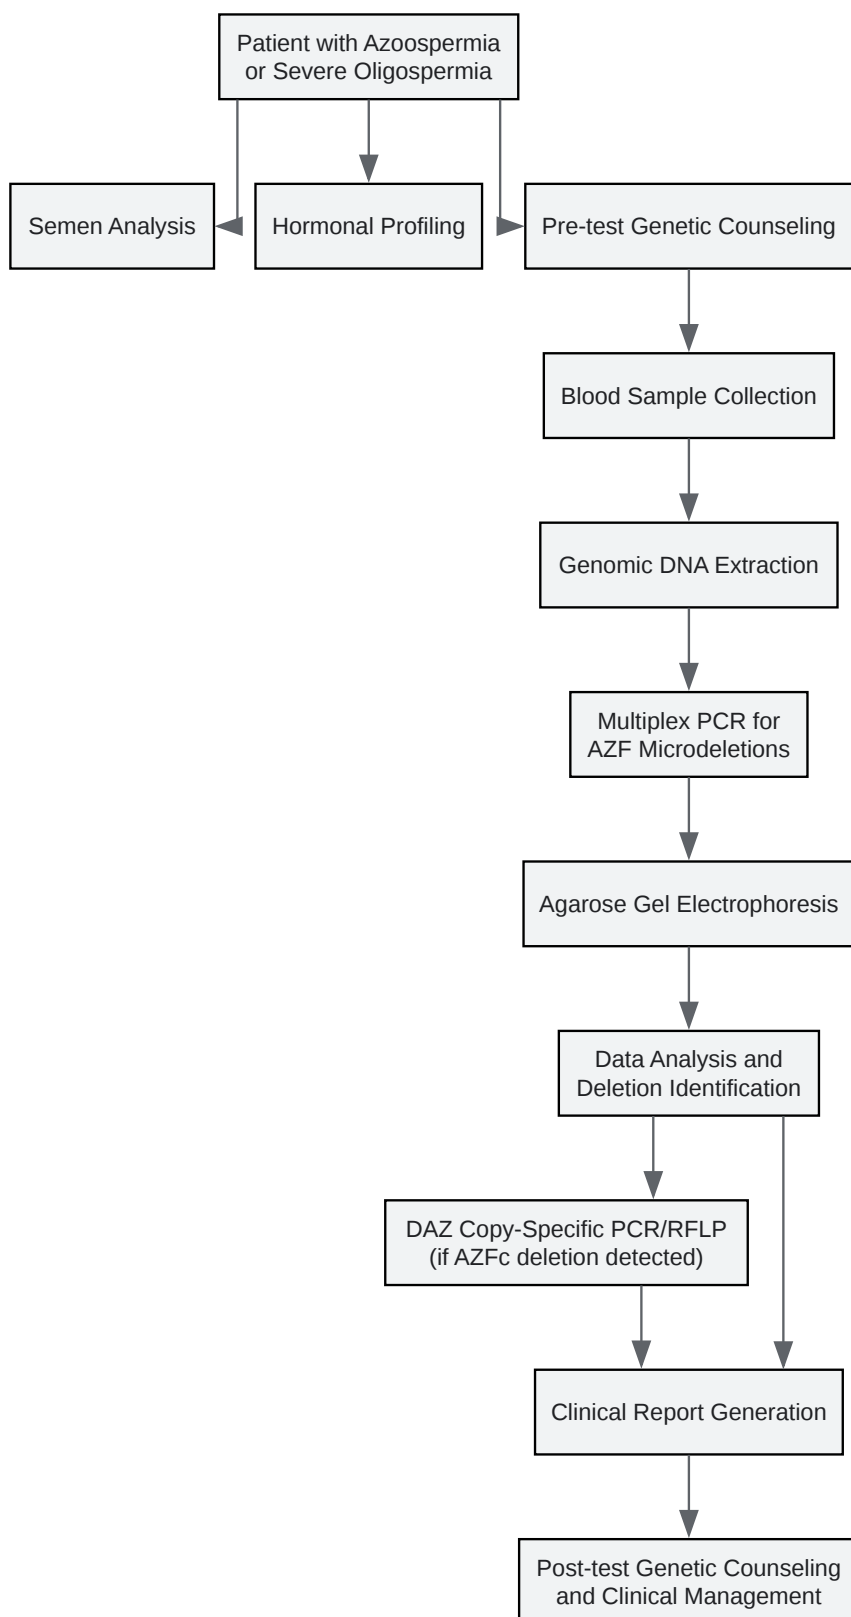 Patient with Azoospermia
or Severe Oligospermia
Semen Analysis
Hormonal Profiling
Pre-test Genetic Counseling
Blood Sample Collection
Genomic DNA Extraction
Multiplex PCR for
AZF Microdeletions
Agarose Gel Electrophoresis
Data Analysis and
Deletion Identification
DAZ Copy-Specific PCR/RFLP
(if AZFc deletion detected)
Clinical Report Generation
Post-test Genetic Counseling
and Clinical Management